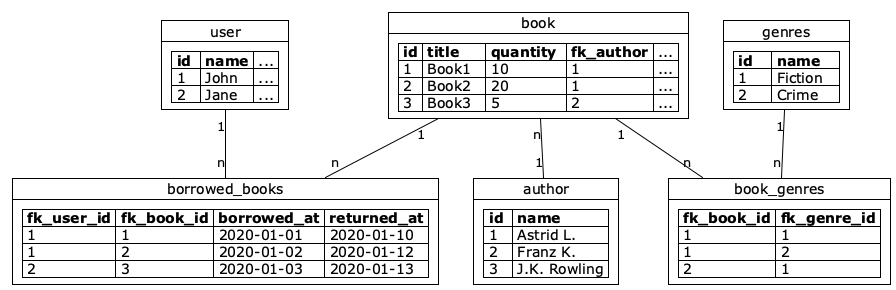 user
id name ...
1 John ...
2 Jane ...
book
id title quantity fk_author ...
1 Book1 10 1 ...
2 Book2 20 1 ...
3 Book3 5 2 ...
genres
id name
1 Fiction
2 Crime
1 1 n 1 1
n n 1 n n
borrowed_books
fk_user_id fk_book_id borrowed_at returned_at
1 1 2020-01-01 2020-01-10
1 2 2020-01-02 2020-01-12
2 3 2020-01-03 2020-01-13
author
id name
1 Astrid L.
2 Franz K.
3 J.K. Rowling
book_genres
fk_book_id fk_genre_id
1 1
1 2
2 1